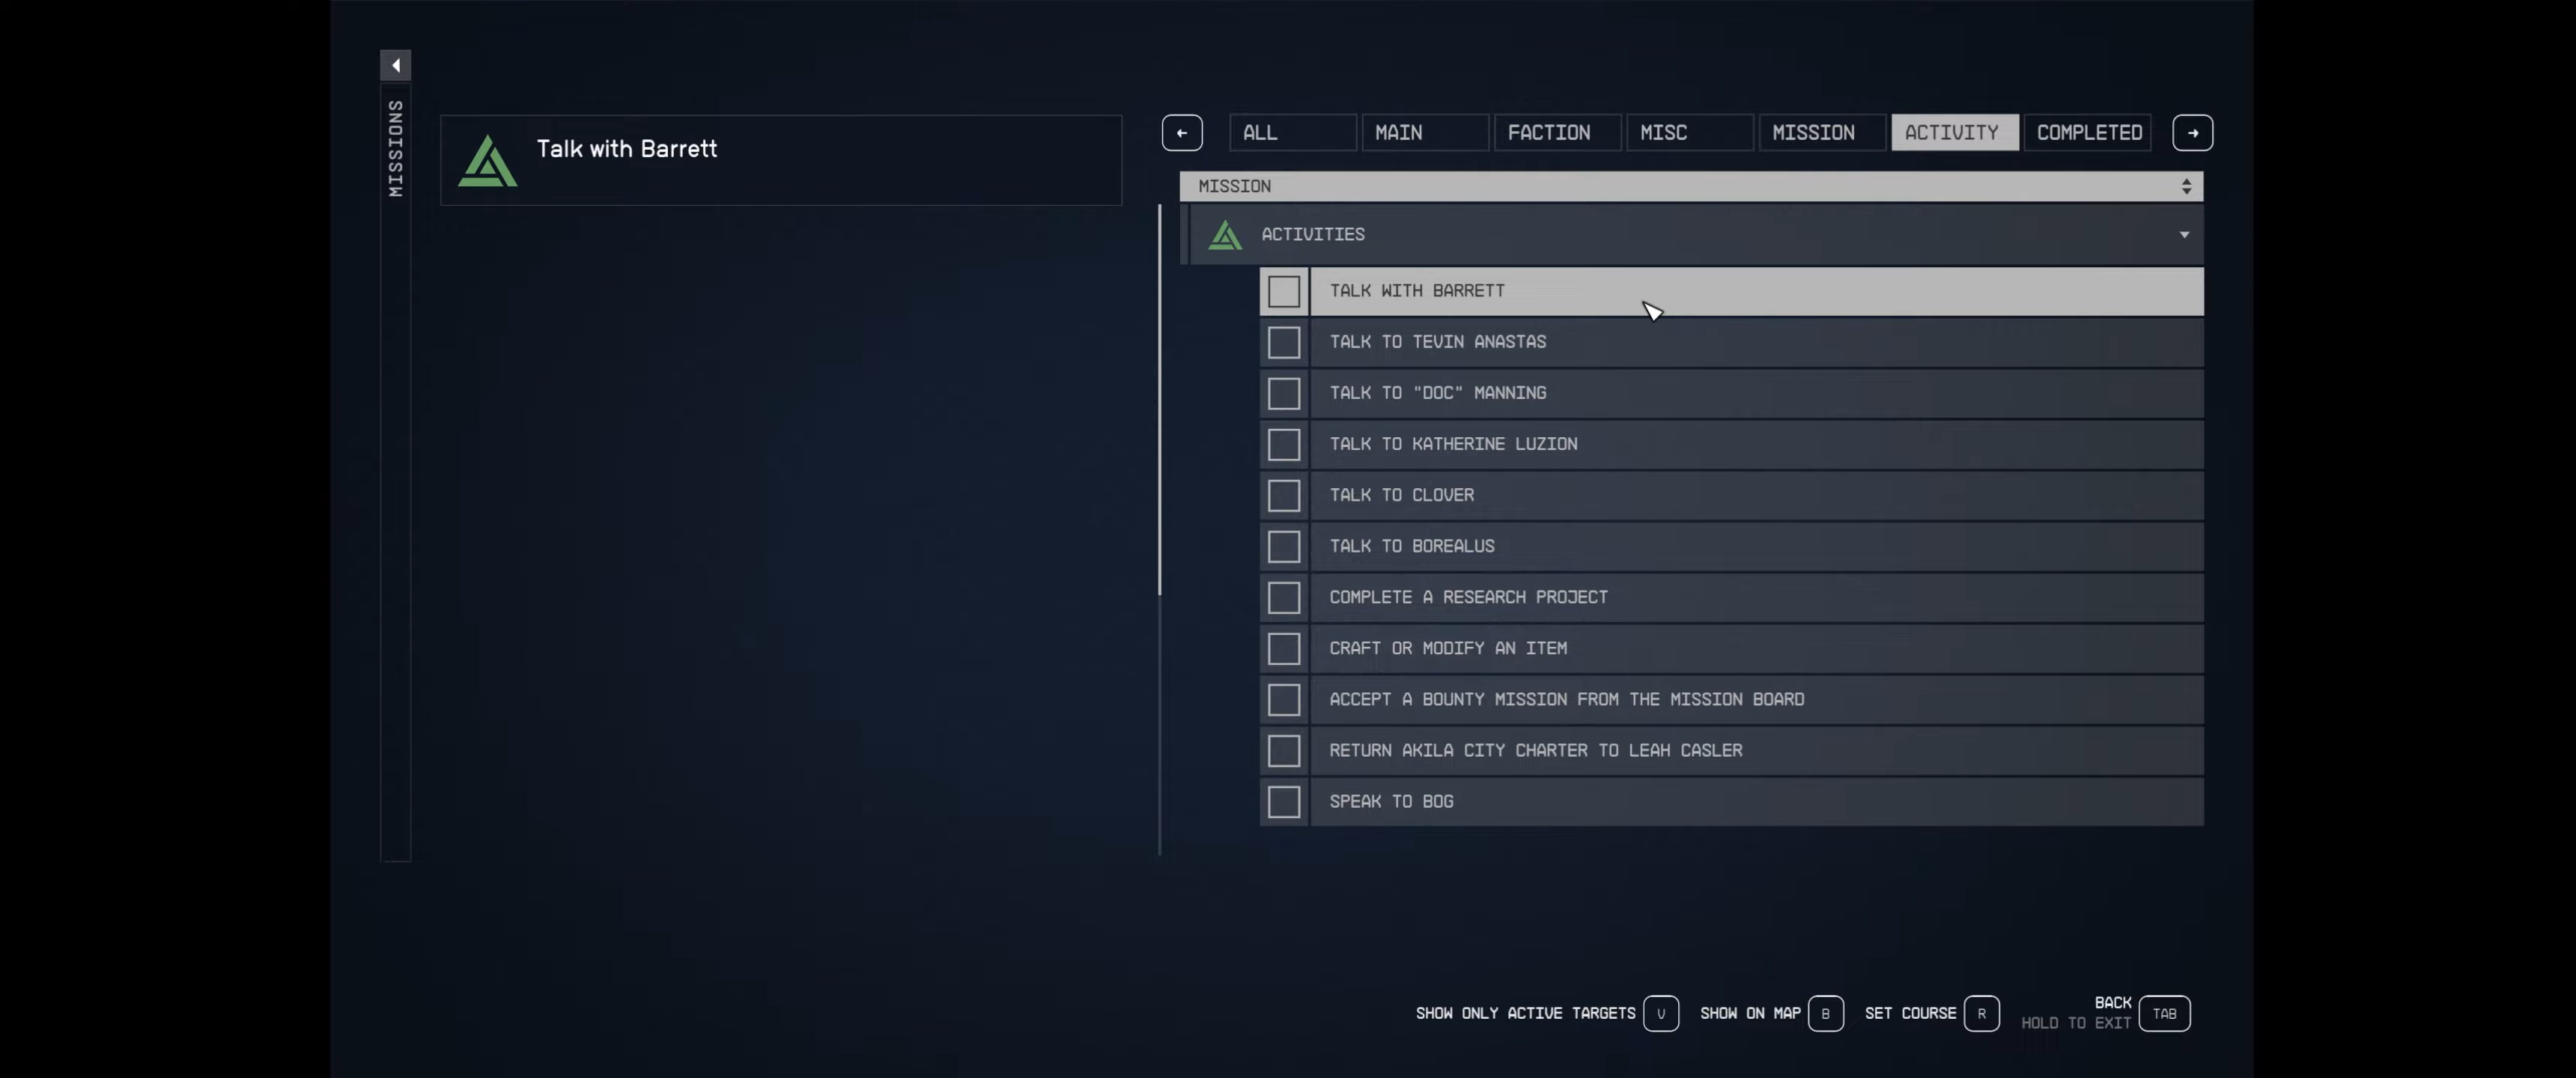 MISSIONS
Talk with Barrett
ALL
MAIN
FACTION
MISC
MISSION
ACTIVITY
COMPLETED
MISSION
ACTIVITIES
TALK WITH BARRETT
TALK TO TEVIN ANASTAS
TALK TO "DOC" MANNING
TALK TO KATHERINE LUZION
TALK TO CLOVER
TALK TO BOREALUS
COMPLETE A RESEARCH PROJECT
CRAFT OR MODIFY AN ITEM
ACCEPT A BOUNTY MISSION FROM THE MISSION BOARD
RETURN AKILA CITY CHARTER TO LEAH CASLER
SPEAK TO BOG
SHOW ONLY ACTIVE TARGETS V
SHOW ON MAP B
SET COURSE R
BACK
HOLD TO EXIT
TAB